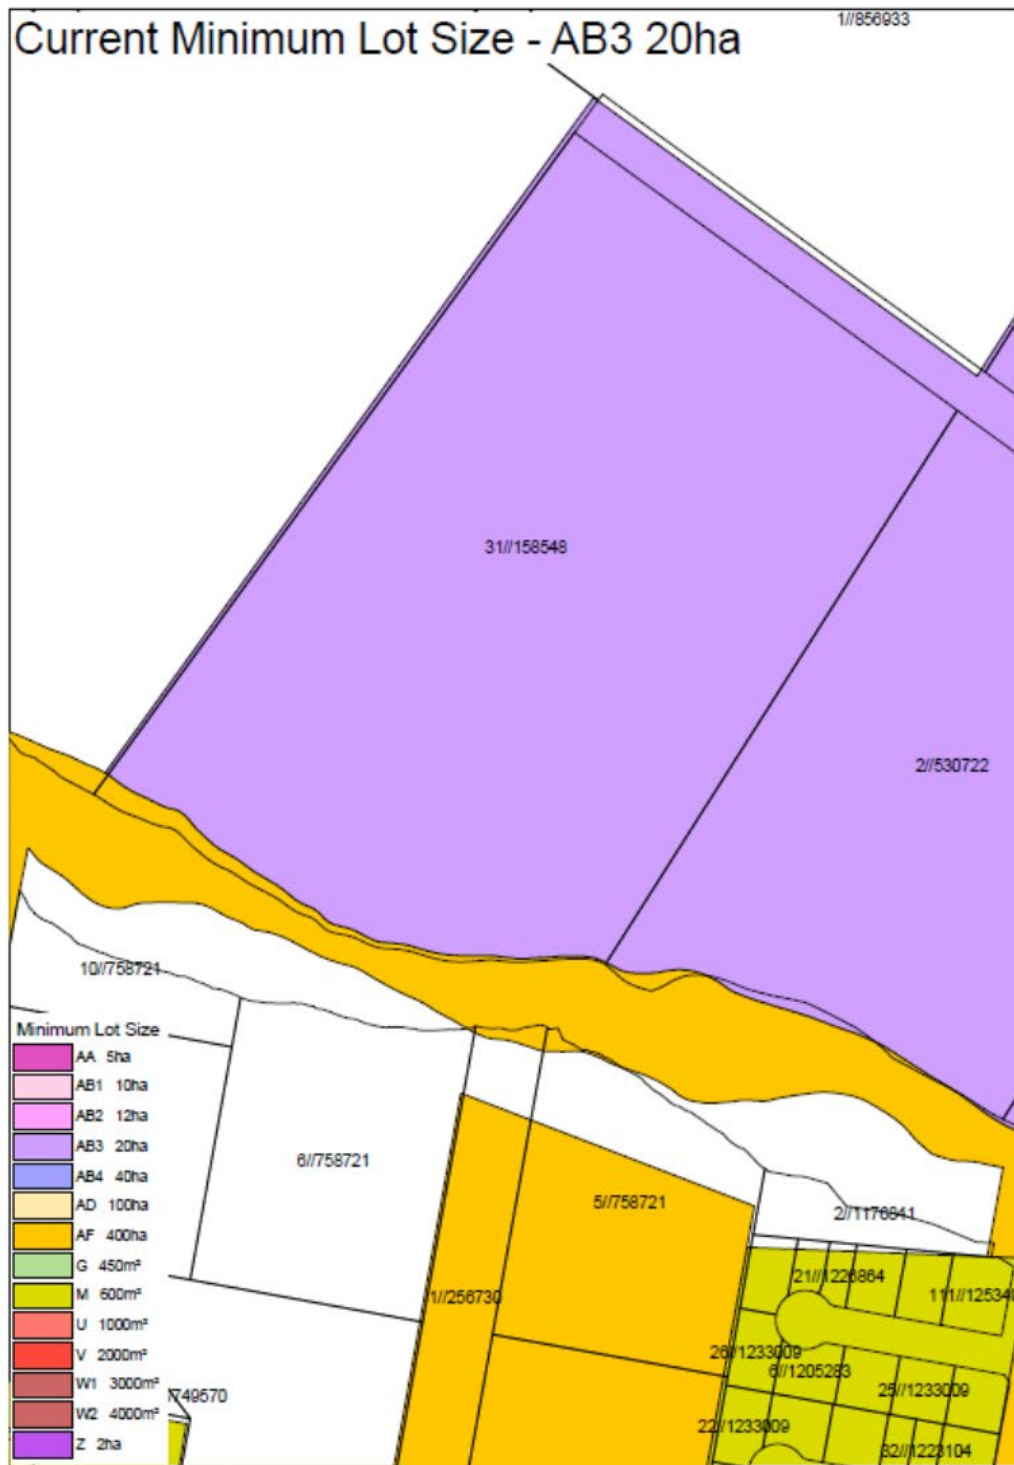 1//856933
Current Minimum Lot Size - AB3 20ha
31//158548
2//530722
10//758721
Minimum Lot Size
AA 5ha
AB1 10ha
AB2 12ha
AB3 20ha
AB4 40ha
AD 100ha
AF 400ha
G 450m²
M 600m²
U 1000m²
V 2000m²
W1 3000m²
W2 4000m²
Z 2ha
6//758721
5//758721
2//1176841
21//1226864
1//256730
26//1233009
6//1205283
25//1233009
22//1233009
32//1223104